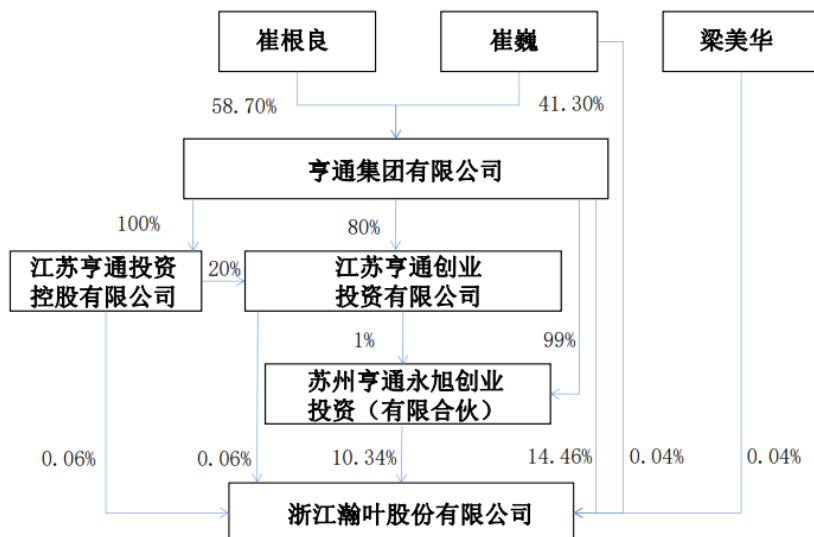 崔根良
崔巍
梁美华
58.70%
41.30%
亨通集团有限公司
100%
80%
江苏亨通投资
控股有限公司
20%
江苏亨通创业
投资有限公司
1%
99%
苏州亨通永旭创业
投资（有限合伙）
0.06%
0.06%
10.34%
14.46%
0.04%
0.04%
浙江瀚叶股份有限公司